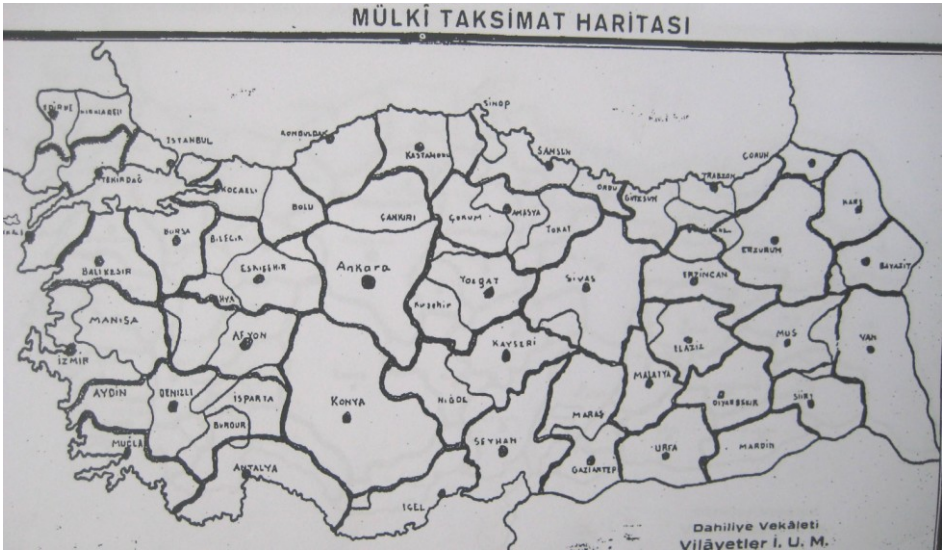 MÜLKÎ TAKSİMAT HARİTASI
SİNOP
EDİRNE
KIRKLARELİ
İSTANBUL
ZONGULDAK
KASTAMONU
SAMSUN
ÇORUH
TEKİRDAĞ
KOCAELİ
ORDU
GİRESUN
TRABZON
BOLU
ÇANKIRI
ÇORUM
AMASYA
KARS
BURSA
BİLECİK
TOKAT
ERZURUM
BALIKESİR
ESKİŞEHİR
Ankara
YOZGAT
SİVAS
ERZİNCAN
BAYAZIT
KIRŞEHİR
MANİSA
AFYON
KAYSERİ
ELAZIZ
MUŞ
VAN
İZMİR
MALATYA
AYDIN
DENİZLİ
ISPARTA
KONYA
NİĞDE
MARAŞ
DİYARBEKİR
SİİRT
BURDUR
MUĞLA
SEYHAN
URFA
MARDİN
ANTALYA
GAZİANTEP
İÇEL
Dahiliye Vekâleti
Vilâyetler İ. U. M.